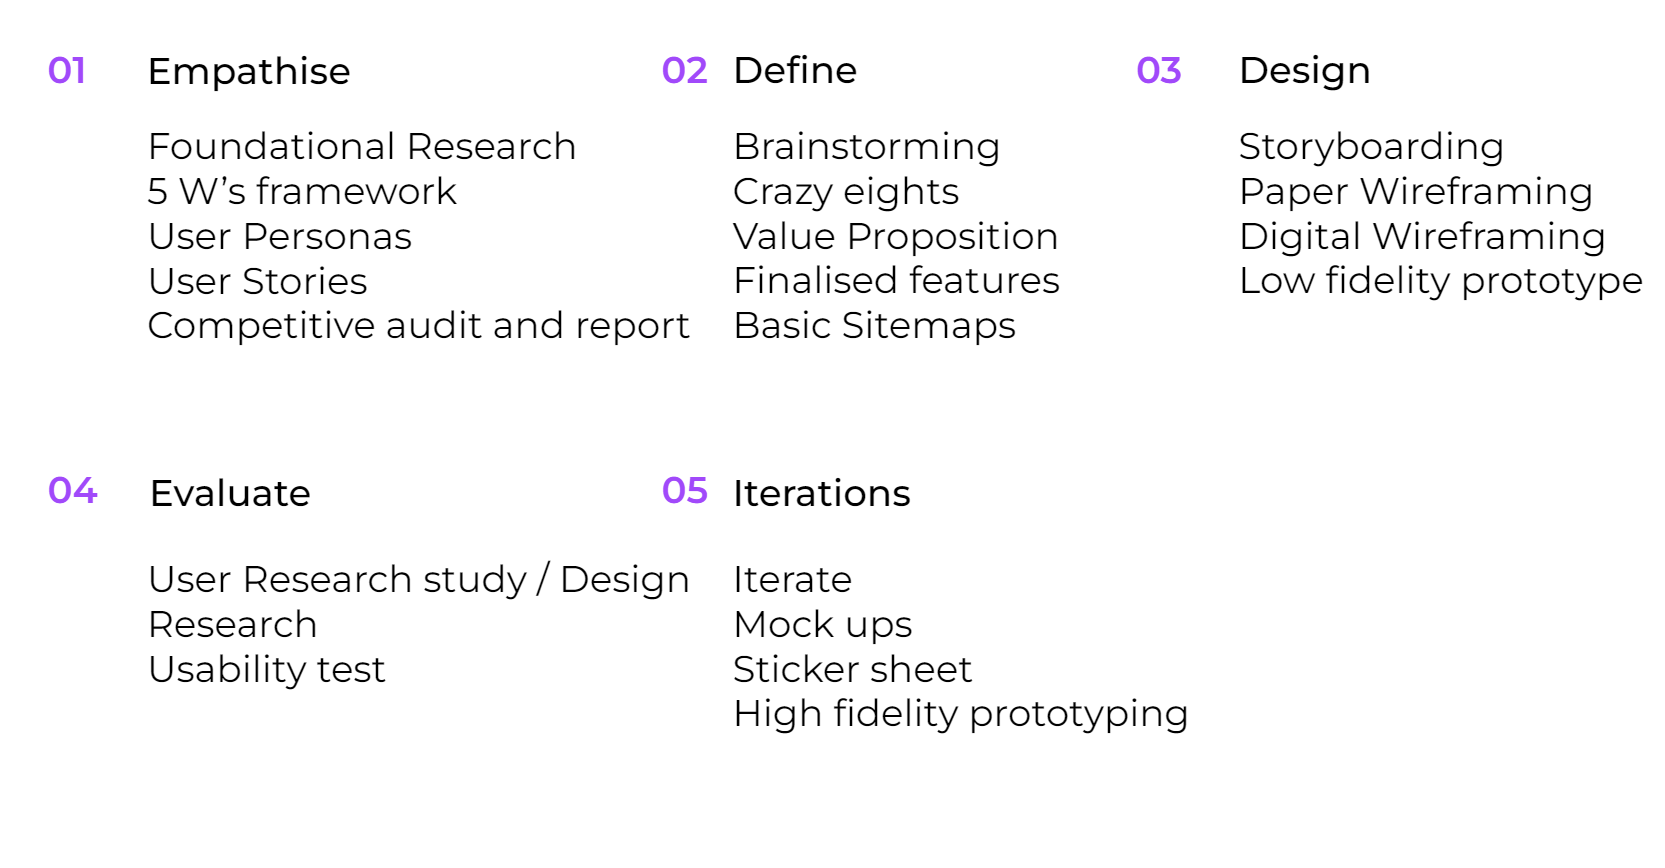 01 Empathise
Foundational Research
5 W’s framework
User Personas
User Stories
Competitive audit and report
02 Define
Brainstorming
Crazy eights
Value Proposition
Finalised features
Basic Sitemaps
03 Design
Storyboarding
Paper Wireframing
Digital Wireframing
Low fidelity prototype
04 Evaluate
User Research study / Design
Research
Usability test
05 Iterations
Iterate
Mock ups
Sticker sheet
High fidelity prototyping